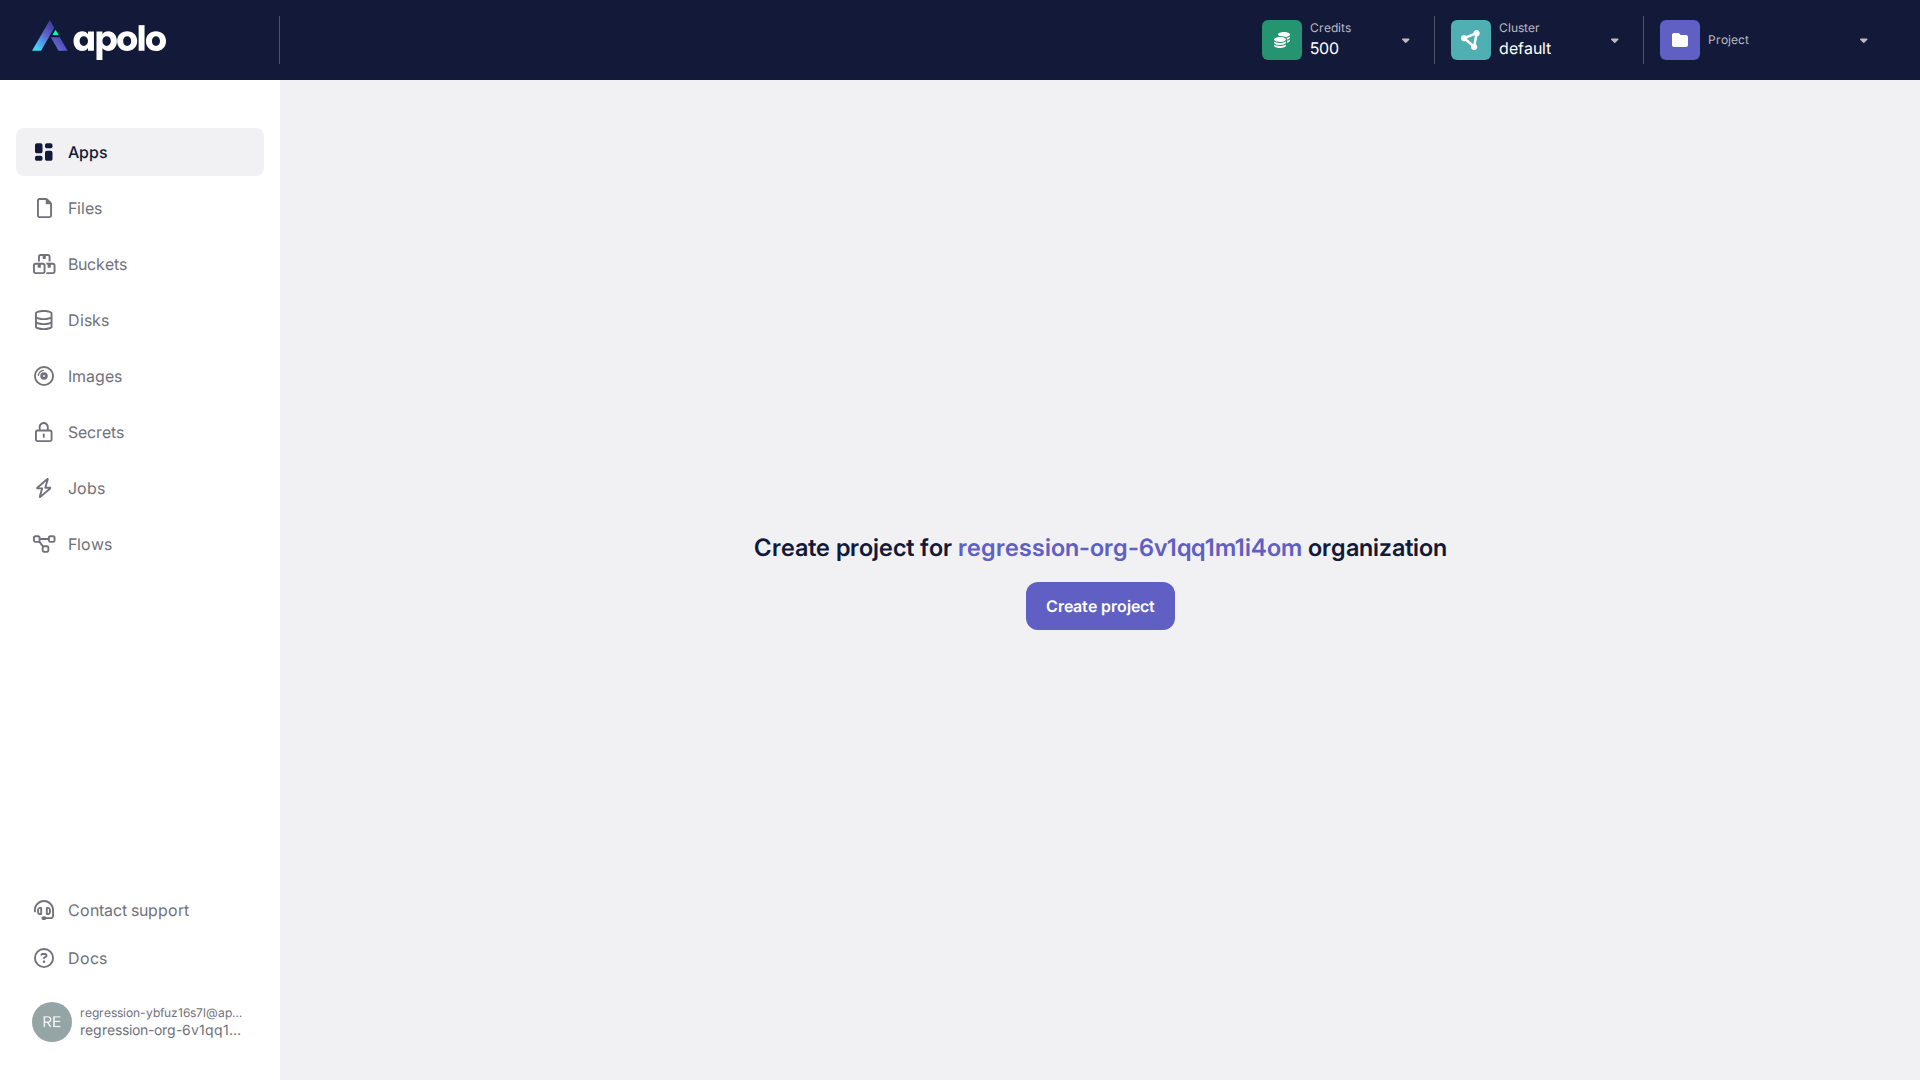 apolo
Credits
500
Cluster
default
Project
Apps
Files
Buckets
Disks
Images
Secrets
Jobs
Flows
Create project for regression-org-6v1qq1m1i4om organization
Create project
Contact support
Docs
RE
regression-ybfuz16s7l@ap...
regression-org-6v1qq1...